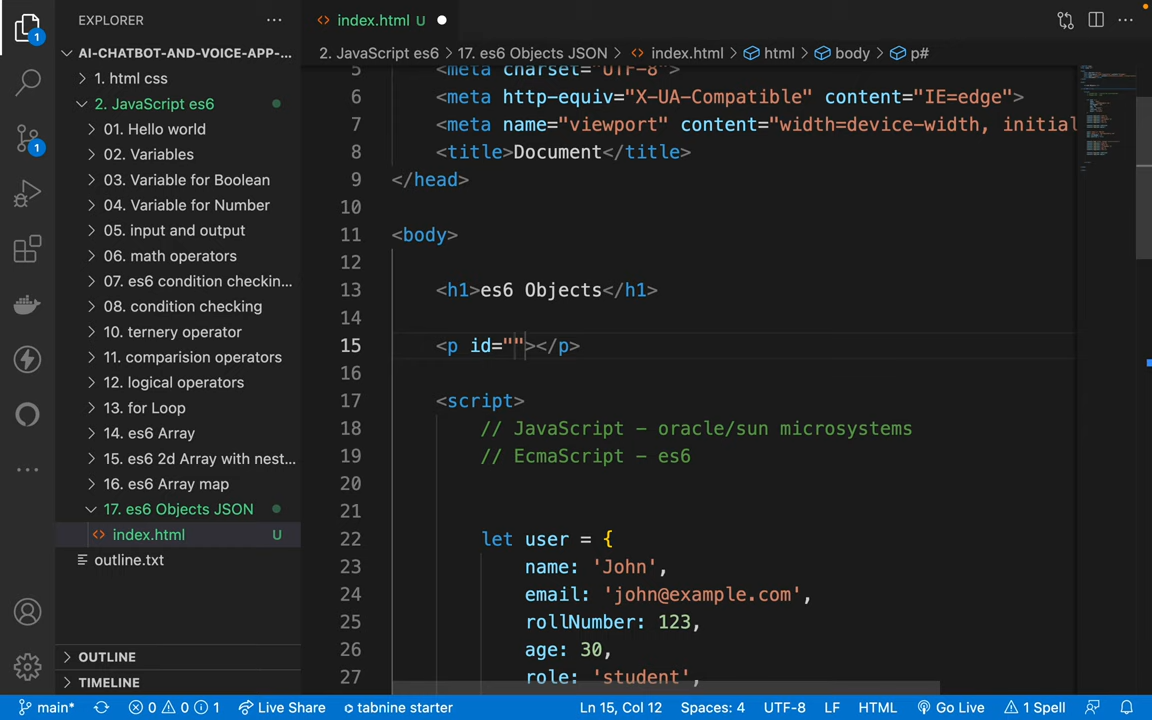 EXPLORER
index.html U
AI-CHATBOT-AND-VOICE-APP-...
2. JavaScript es6 > 17. es6 Objects JSON > index.html > html > body > p#
1. html css
2. JavaScript es6
01. Hello world
02. Variables
03. Variable for Boolean
04. Variable for Number
05. input and output
06. math operators
07. es6 condition checkin...
08. condition checking
10. ternery operator
11. comparision operators
12. logical operators
13. for Loop
14. es6 Array
15. es6 2d Array with nest...
16. es6 Array map
17. es6 Objects JSON
index.html U
outline.txt
OUTLINE
TIMELINE
5 <meta charset="UTF-8">
6 <meta http-equiv="X-UA-Compatible" content="IE=edge">
7 <meta name="viewport" content="width=device-width, initial
8 <title>Document</title>
9 </head>
10
11 <body>
12
13 <h1>es6 Objects</h1>
14
15 <p id=""></p>
16
17 <script>
18 // JavaScript - oracle/sun microsystems
19 // EcmaScript - es6
20
21
22 let user = {
23 name: 'John',
24 email: 'john@example.com',
25 rollNumber: 123,
26 age: 30,
27 role: 'student',
1
1
main* 0 0 1 Live Share tabnine starter Ln 15, Col 12 Spaces: 4 UTF-8 LF HTML Go Live 1 Spell